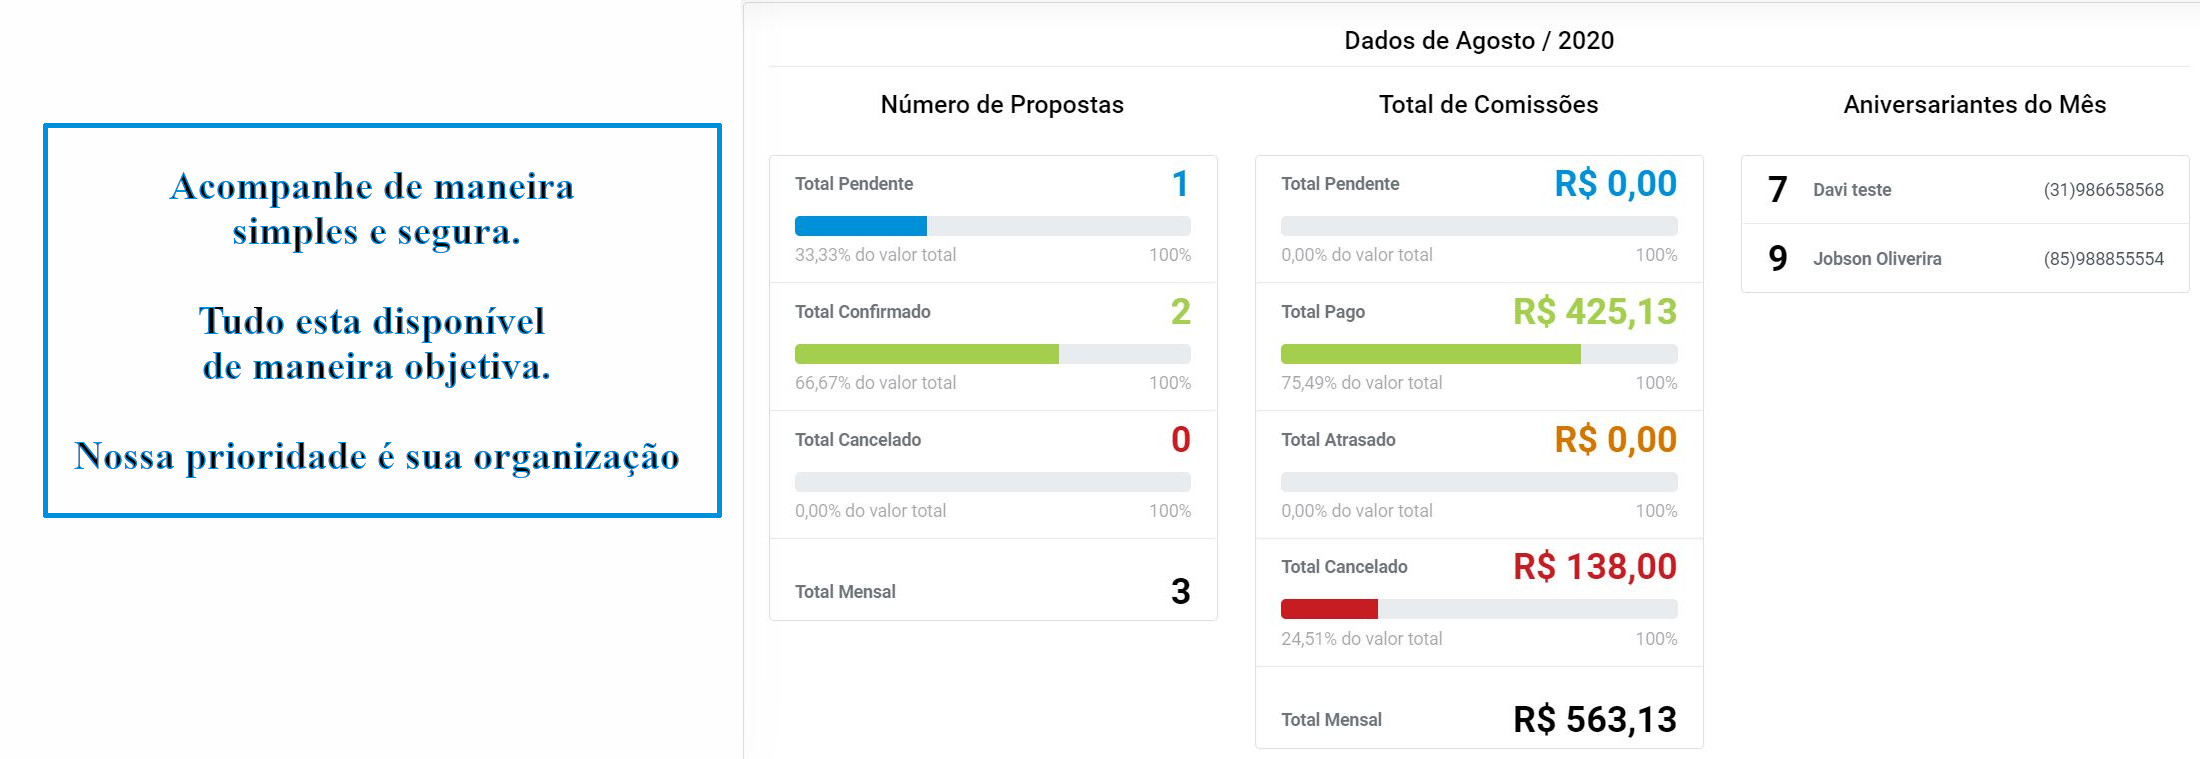 Acompanhe de maneira
simples e segura.
Tudo esta disponível
de maneira objetiva.
Nossa prioridade é sua organização
Dados de Agosto / 2020
Número de Propostas
Total Pendente 1
33,33% do valor total 100%
Total Confirmado 2
66,67% do valor total 100%
Total Cancelado 0
0,00% do valor total 100%
Total Mensal 3
Total de Comissões
Total Pendente R$ 0,00
0,00% do valor total 100%
Total Pago R$ 425,13
75,49% do valor total 100%
Total Atrasado R$ 0,00
0,00% do valor total 100%
Total Cancelado R$ 138,00
24,51% do valor total 100%
Total Mensal R$ 563,13
Aniversariantes do Mês
7 Davi teste (31)986658568
9 Jobson Oliverira (85)988855554